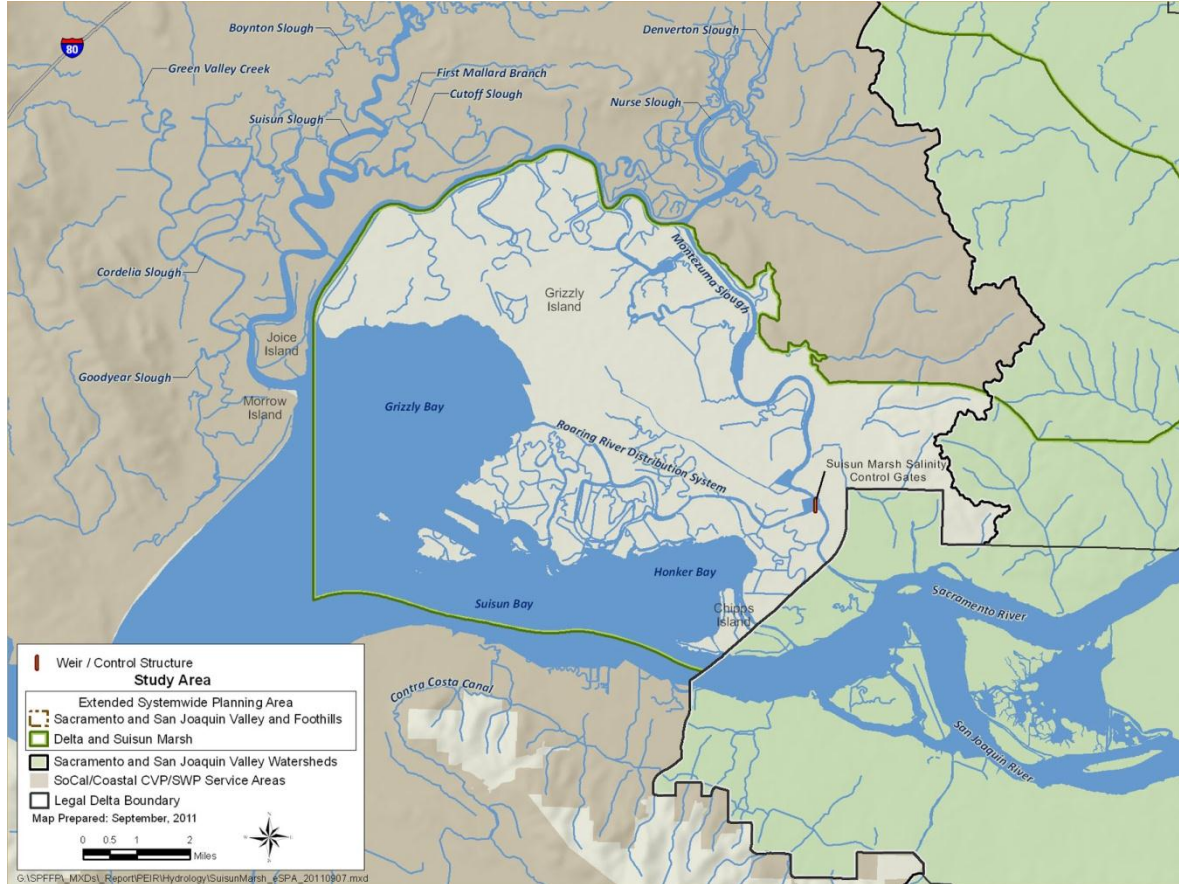 80
Boynton Slough
Denverton Slough
Green Valley Creek
First Mallard Branch
Cutoff Slough
Nurse Slough
Suisun Slough
Montezuma Slough
Cordelia Slough
Grizzly
Island
Joice
Island
Goodyear Slough
Morrow
Island
Grizzly Bay
Roaring River Distribution System
Suisun Marsh Salinity
Control Gates
Honker Bay
Suisun Bay
Chipps
Island
Sacramento River
Contra Costa Canal
San Joaquin River
Weir / Control Structure
Study Area
Extended Systemwide Planning Area
Sacramento and San Joaquin Valley and Foothills
Delta and Suisun Marsh
Sacramento and San Joaquin Valley Watersheds
SoCal/Coastal CVP/SWP Service Areas
Legal Delta Boundary
Map Prepared: September, 2011
0 0.5 1 2
Miles
G:\SPFFP\_MXDs\_Report\PEIR\Hydrology\SuisunMarsh_eSPA_20110907.mxd